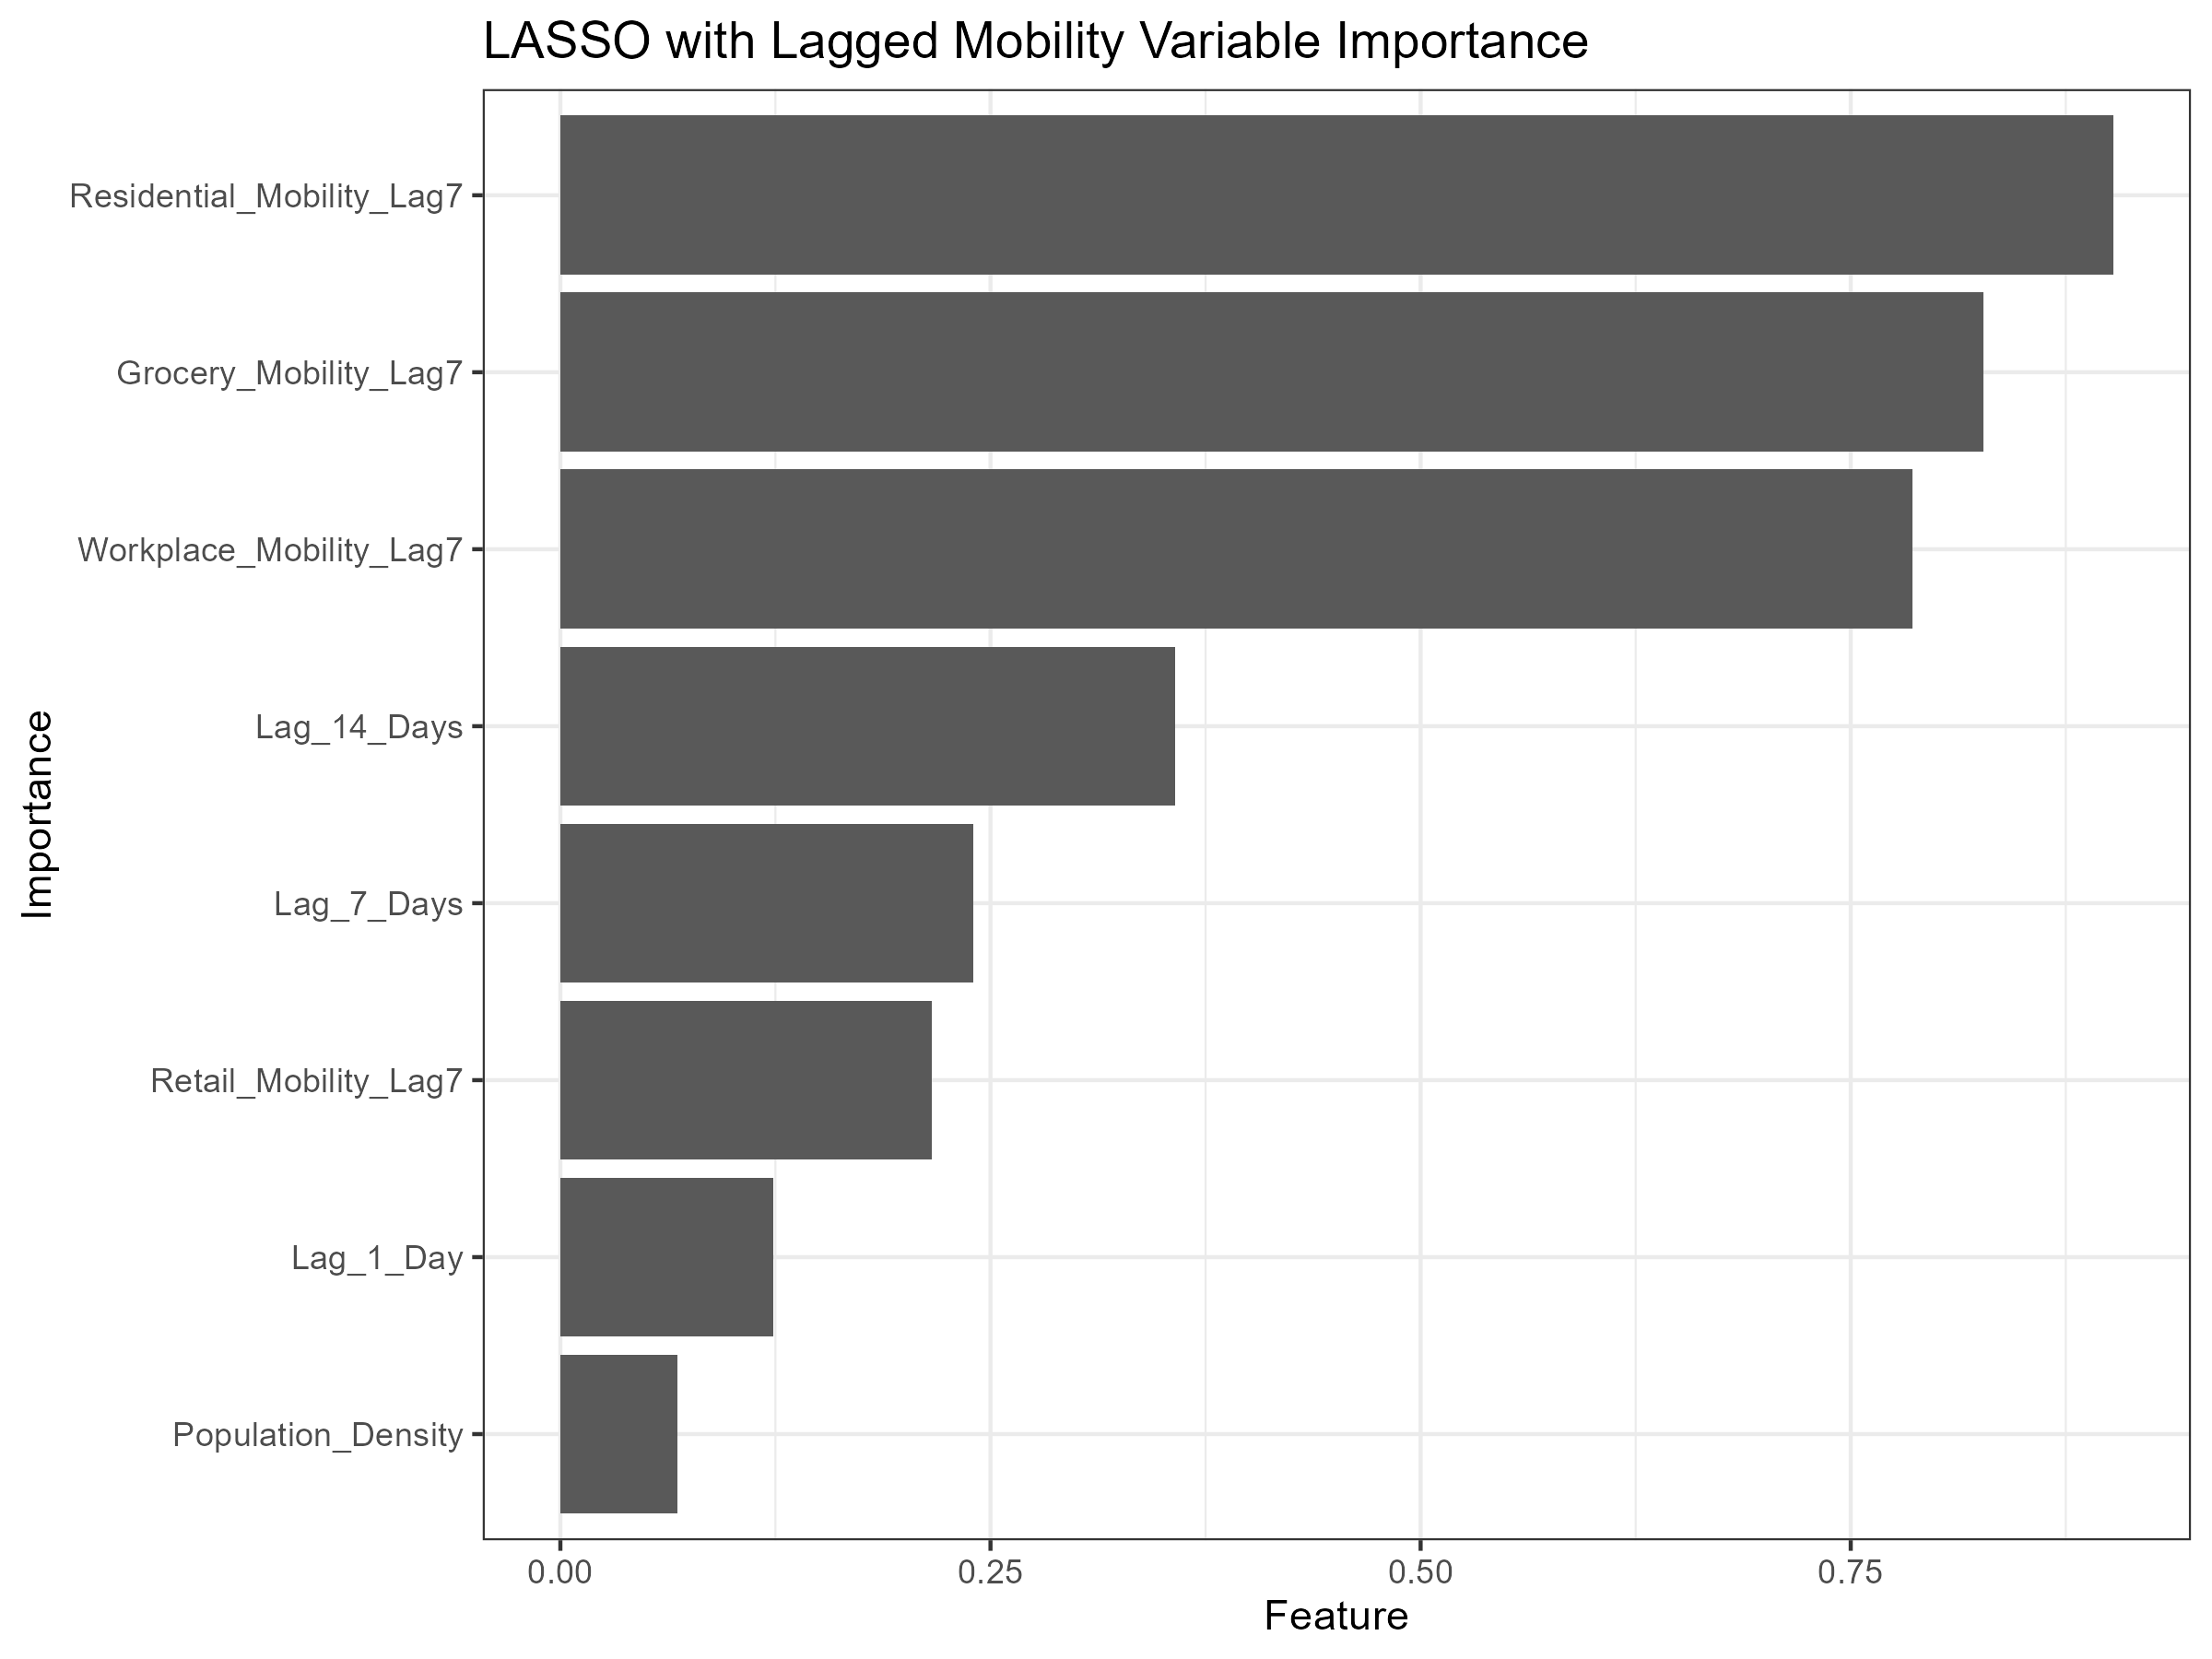 LASSO with Lagged Mobility Variable Importance
Residential_Mobility_Lag7
Grocery_Mobility_Lag7
Workplace_Mobility_Lag7
Lag_14_Days
Lag_7_Days
Retail_Mobility_Lag7
Lag_1_Day
Population_Density
Importance
0.00 0.25 0.50 0.75
Feature